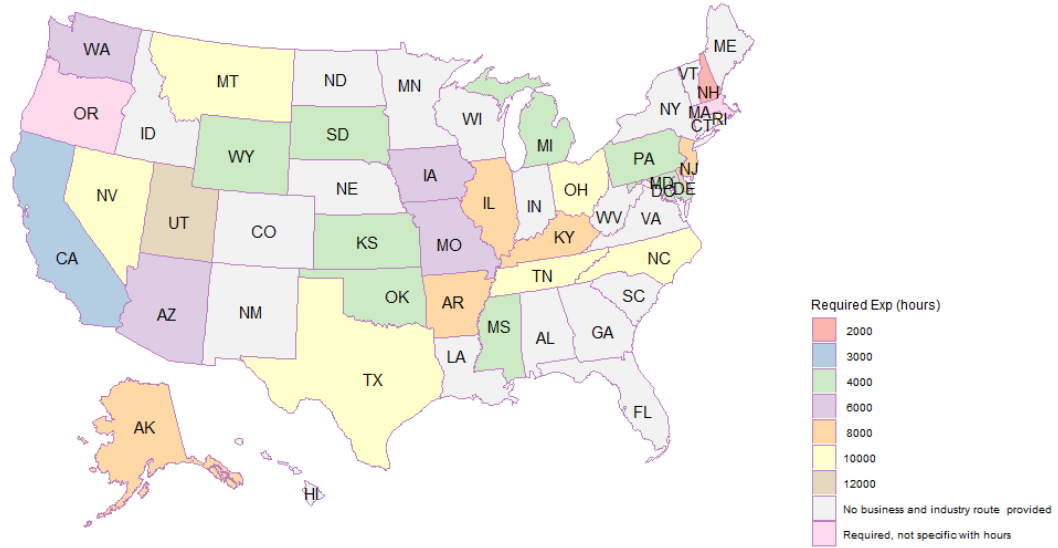 WA
MT
ND
MN
ME
VT
NH
OR
ID
SD
WI
NY
MA
RI
CT
WY
MI
PA
NJ
NV
UT
NE
IA
IL
IN
OH
MD
DC
DE
CA
CO
KS
MO
KY
WV
VA
AZ
NM
OK
AR
TN
NC
TX
LA
MS
AL
GA
SC
FL
AK
HI
Required Exp (hours)
2000
3000
4000
6000
8000
10000
12000
No business and industry route provided
Required, not specific with hours